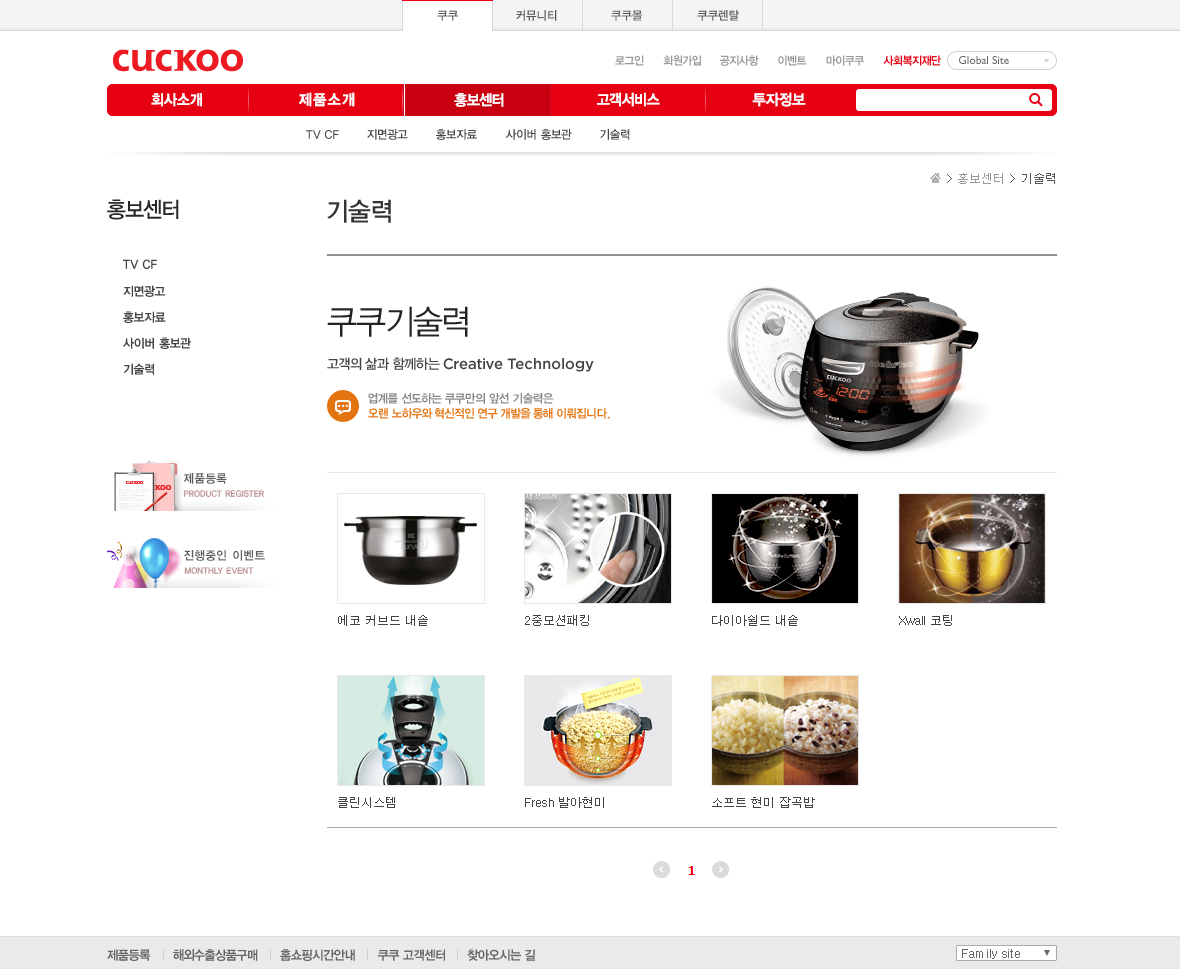 쿠쿠
커뮤니티
쿠쿠몰
쿠쿠렌탈
CUCKOO
로그인
회원가입
공지사항
이벤트
마이쿠쿠
사회복지재단
Global Site
회사소개
제품소개
홍보센터
고객서비스
투자정보
TV CF
지면광고
홍보자료
사이버 홍보관
기술력
홍보센터
기술력
홍보센터
TV CF
지면광고
홍보자료
사이버 홍보관
기술력
제품등록
PRODUCT REGISTER
진행중인 이벤트
MONTHLY EVENT
기술력
쿠쿠기술력
고객의 삶과 함께하는 Creative Technology
업계를 선도하는 쿠쿠만의 앞선 기술력은
오랜 노하우와 혁신적인 연구 개발을 통해 이뤄집니다.
CUCKOO
1200
에코 커브드 내솥
2중모션패킹
다이아쉴드 내솥
Xwall 코팅
클린시스템
Fresh 발아현미
소프트 현미 잡곡밥
1
제품등록
해외수출상품구매
홈쇼핑시간안내
쿠쿠 고객센터
찾아오시는 길
Family site